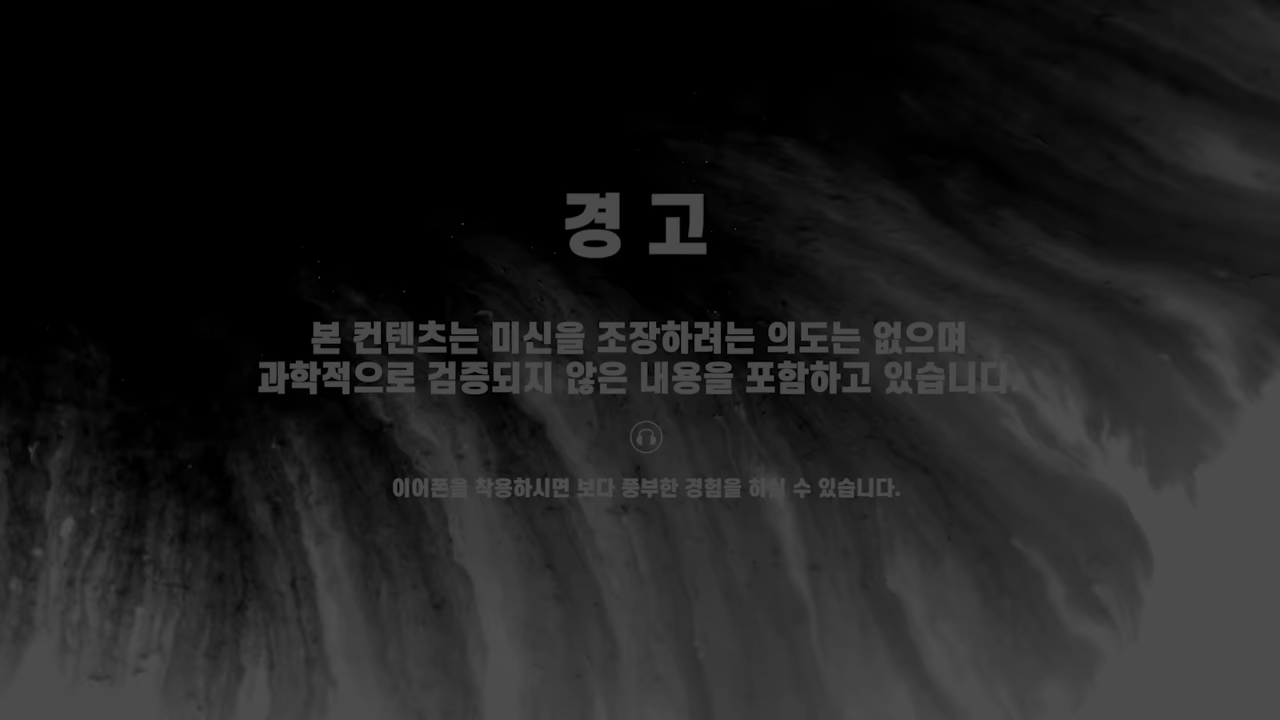 경 고
본 컨텐츠는 미신을 조장하려는 의도는 없으며
과학적으로 검증되지 않은 내용을 포함하고 있습니다.
이어폰을 착용하시면 보다 풍부한 경험을 하실 수 있습니다.